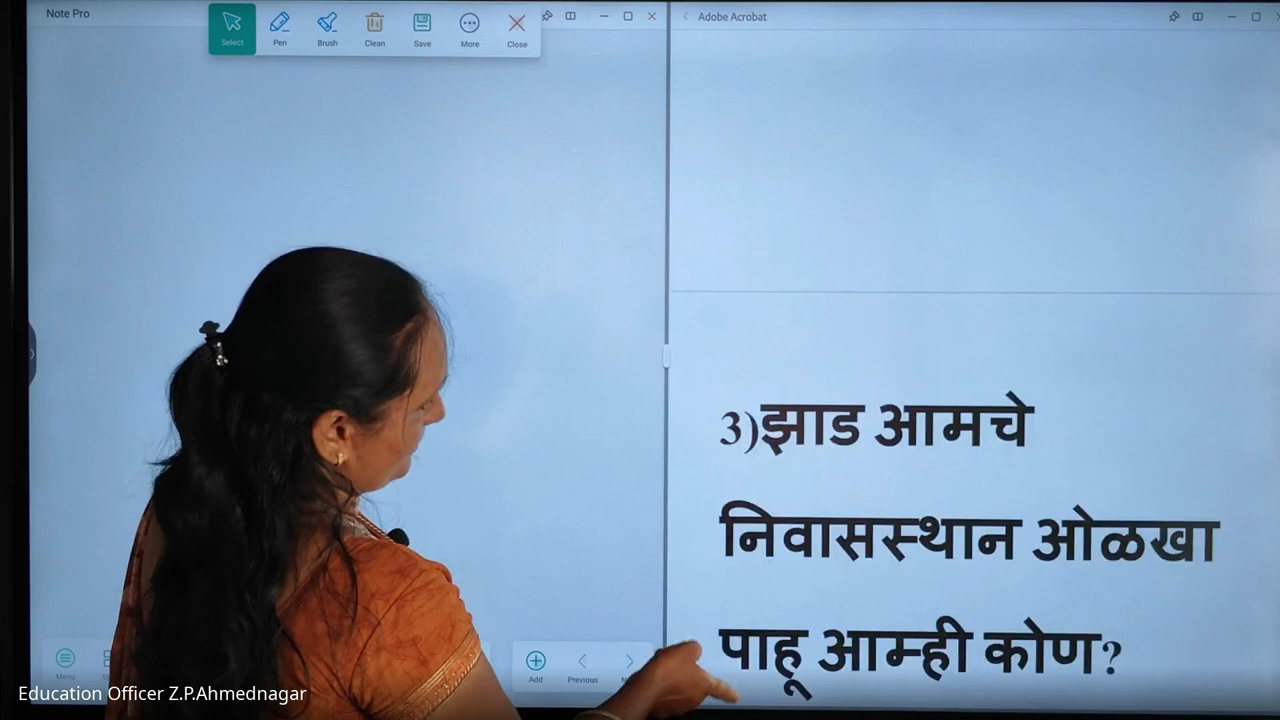 Note Pro
Select Pen Brush Clean Save More Close
Adobe Acrobat
3)झाड आमचे
निवासस्थान ओळखा
पाहू आम्ही कोण?
Menu
Add Previous
Education Officer Z.P.Ahmednagar